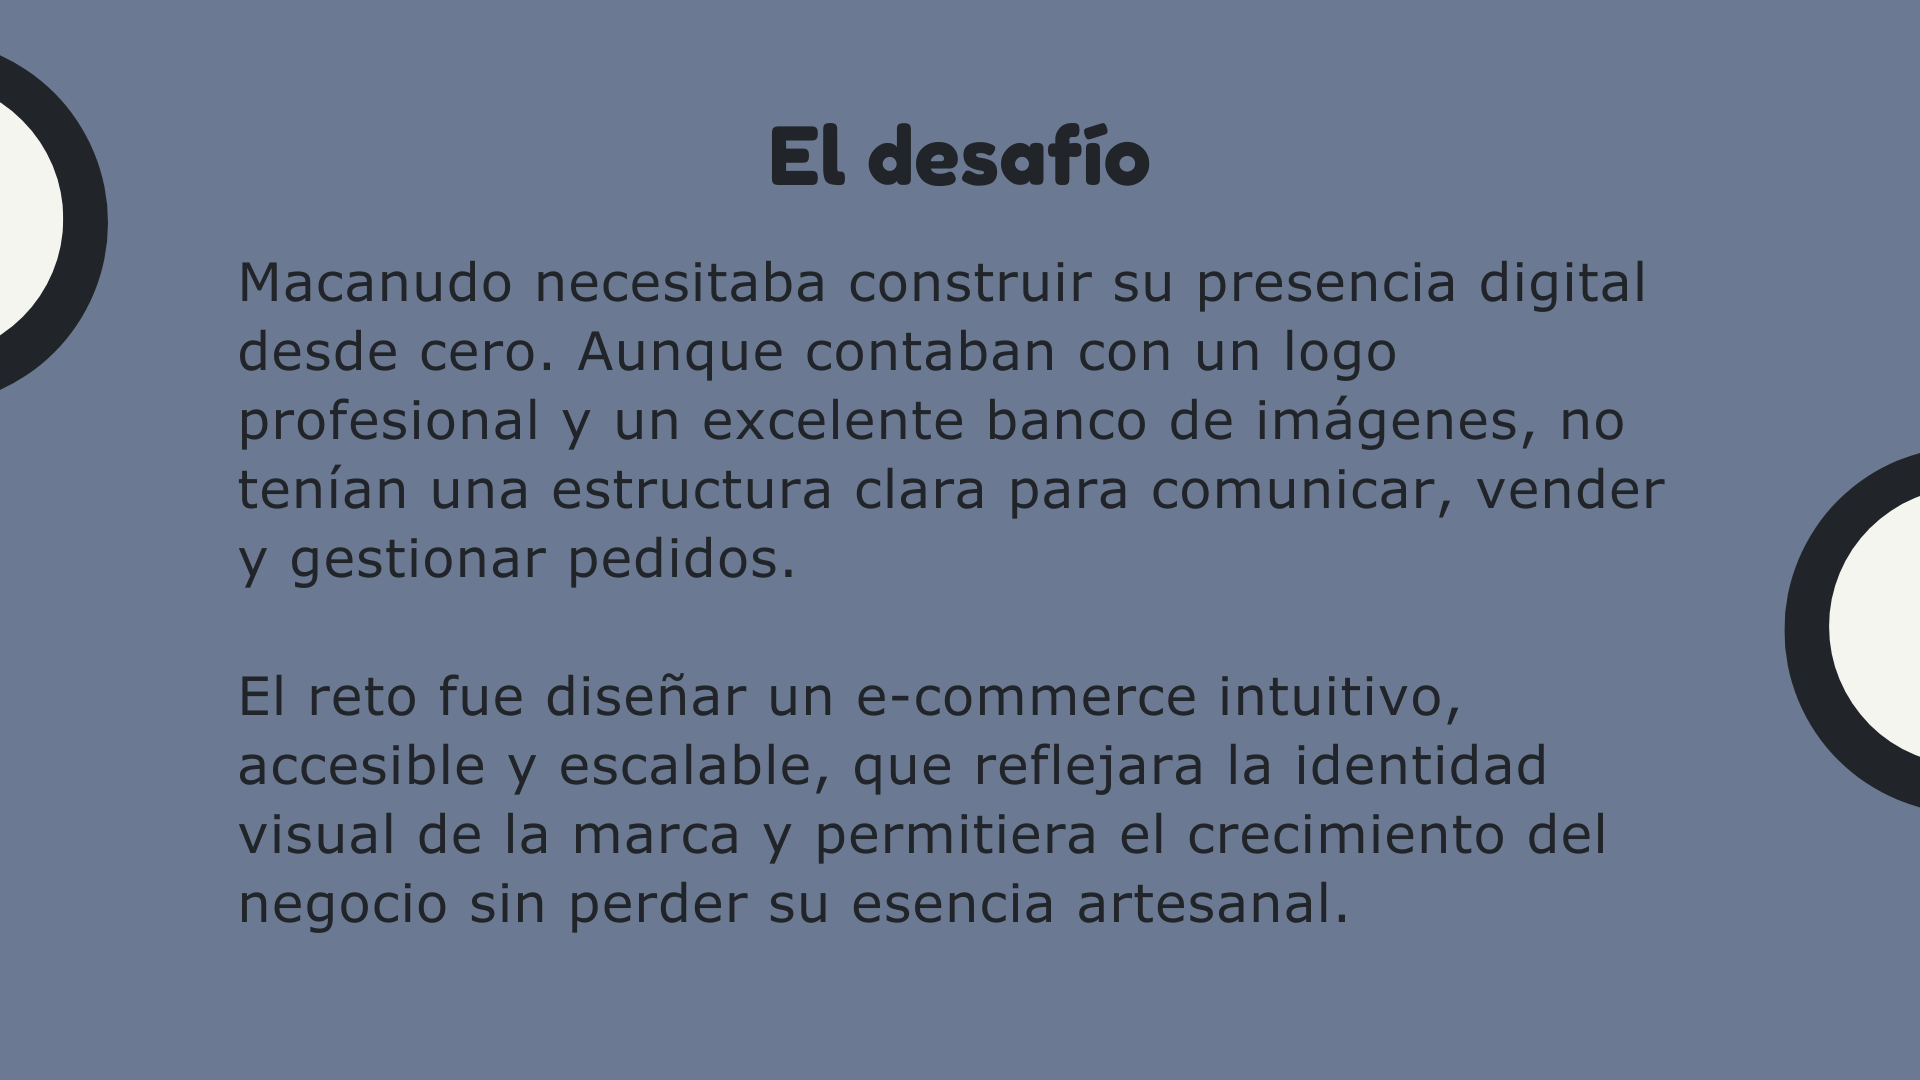 El desafío
Macanudo necesitaba construir su presencia digital
desde cero. Aunque contaban con un logo
profesional y un excelente banco de imágenes, no
tenían una estructura clara para comunicar, vender
y gestionar pedidos.
El reto fue diseñar un e-commerce intuitivo,
accesible y escalable, que reflejara la identidad
visual de la marca y permitiera el crecimiento del
negocio sin perder su esencia artesanal.